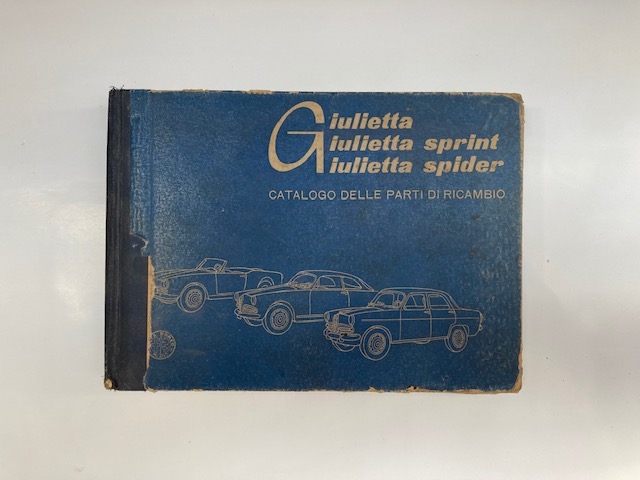 Giulietta
Giulietta sprint
Giulietta spider
CATALOGO DELLE PARTI DI RICAMBIO